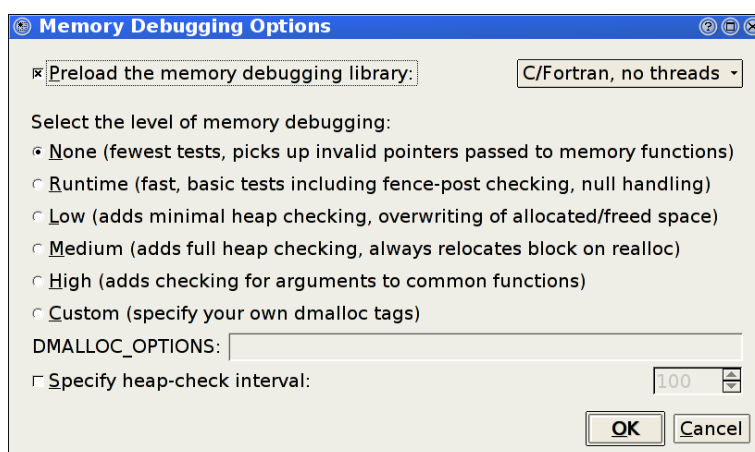 Memory Debugging Options
Preload the memory debugging library: C/Fortran, no threads
Select the level of memory debugging:
None (fewest tests, picks up invalid pointers passed to memory functions)
Runtime (fast, basic tests including fence-post checking, null handling)
Low (adds minimal heap checking, overwriting of allocated/freed space)
Medium (adds full heap checking, always relocates block on realloc)
High (adds checking for arguments to common functions)
Custom (specify your own dmalloc tags)
DMALLOC_OPTIONS:
Specify heap-check interval: 100
OK Cancel